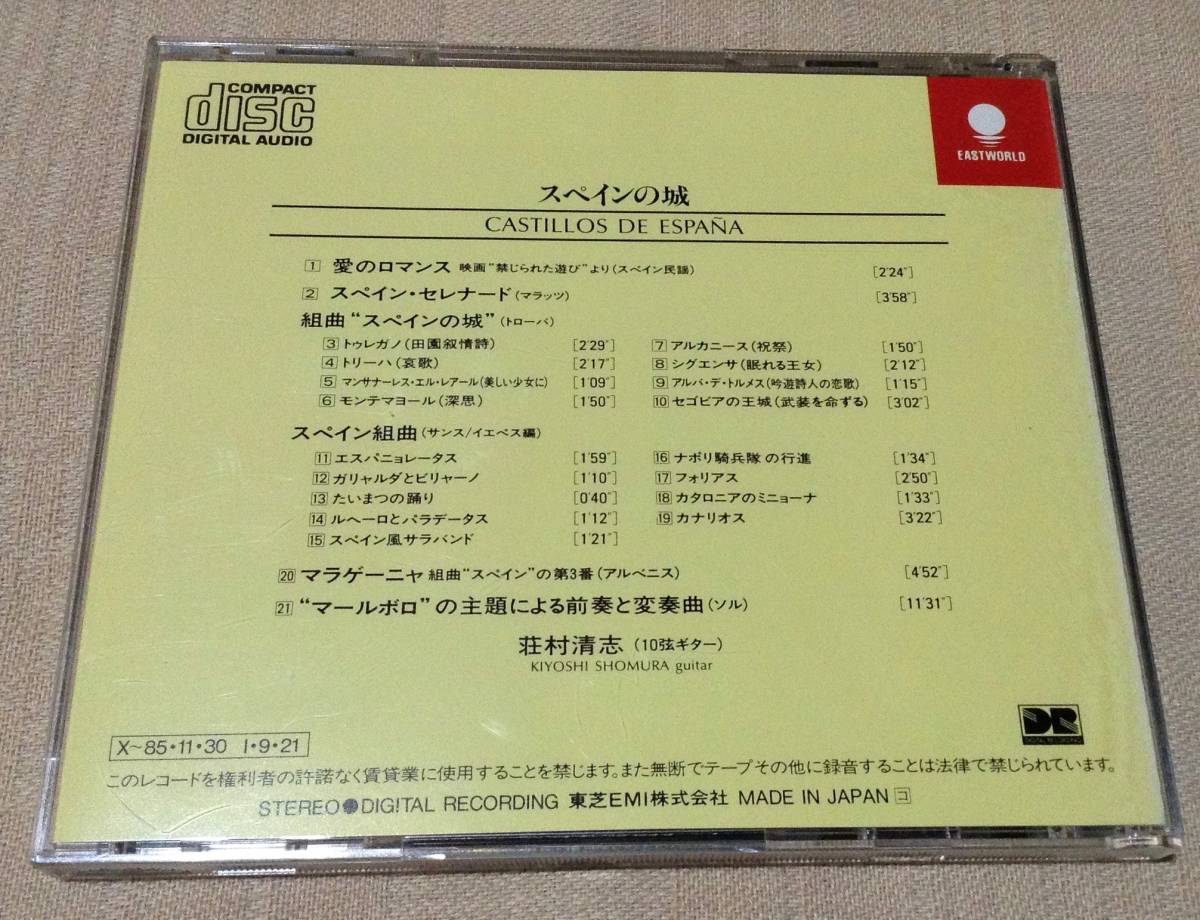 COMPACT
disc
DIGITAL AUDIO
EASTWORLD
スペインの城
CASTILLOS DE ESPAÑA
1 愛のロマンス 映画"禁じられた遊び"より(スペイン民謡) [2'24"]
2 スペイン・セレナード(マラッツ) [3'58"]
組曲"スペインの城"(トローバ)
3 トゥレガノ(田園叙情詩) [2'29"]
4 トリーハ(哀歌) [2'17"]
5 マンサナーレス・エル・レアール(美しい少女に) [1'09"]
6 モンテマヨール(深思) [1'50"]
7 アルカニース(祝祭) [1'50"]
8 シグエンサ(眠れる王女) [2'12"]
9 アルバ・デ・トルメス(吟遊詩人の恋歌) [1'15"]
10 セゴビアの王城(武装を命ずる) [3'02"]
スペイン組曲(サンス/イエペス編)
11 エスパニョレータス [1'59"]
12 ガリャルダとビリャーノ [1'10"]
13 たいまつの踊り [0'40"]
14 ルヘーロとパラデータス [1'12"]
15 スペイン風サラバンド [1'21"]
16 ナポリ騎兵隊の行進 [1'34"]
17 フォリアス [2'50"]
18 カタロニアのミニョーナ [1'33"]
19 カナリオス [3'22"]
20 マラゲーニャ 組曲"スペイン"の第3番(アルベニス) [4'52"]
21 "マールボロ"の主題による前奏と変奏曲(ソル) [11'31"]
荘村清志(10弦ギター)
KIYOSHI SHOMURA guitar
DR
DIGITAL RECORDING
X～85・11・30 I・9・21
このレコードを権利者の許諾なく賃貸業に使用することを禁じます。また無断でテープその他に録音することは法律で禁じられています。
STEREO●DIGITAL RECORDING 東芝EMI株式会社 MADE IN JAPAN コ